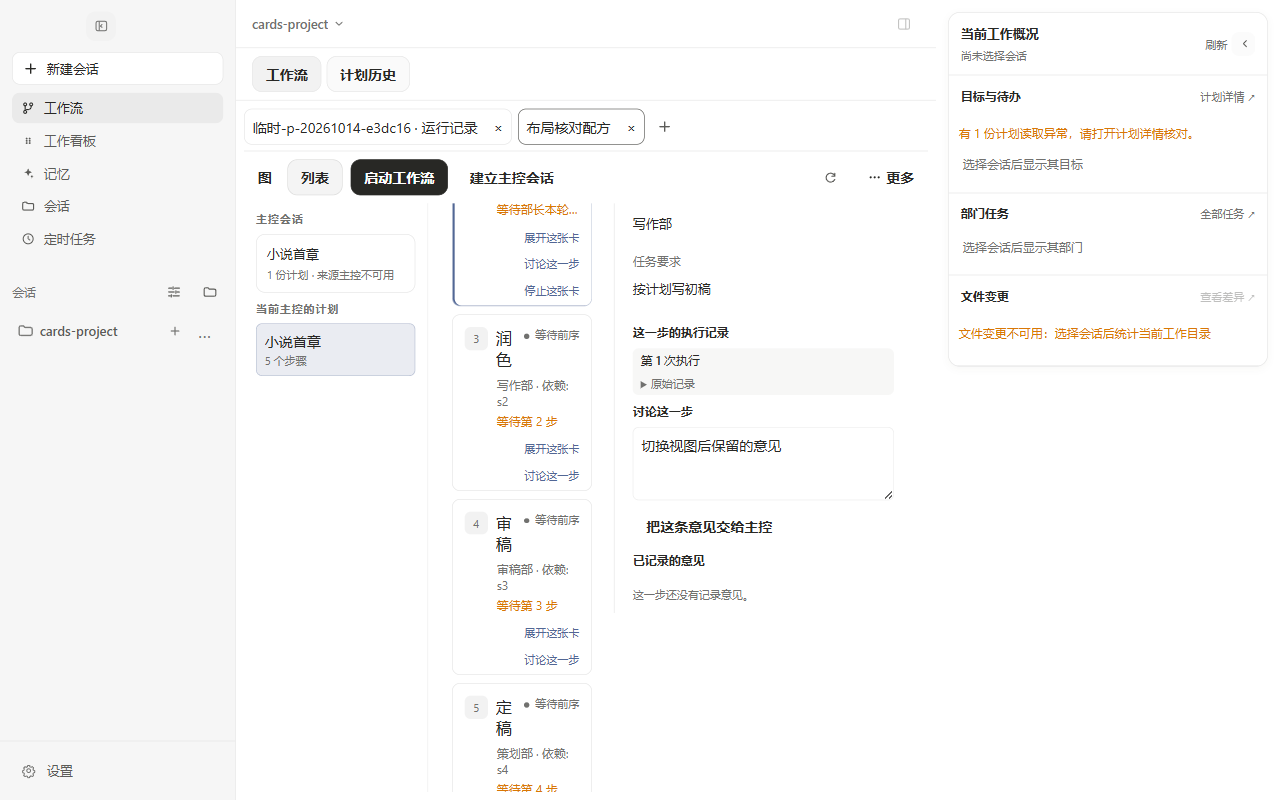 新建会话
工作流
工作看板
记忆
会话
定时任务
会话
cards-project
设置
cards-project
工作流
计划历史
临时-p-20261014-e3dc16 · 运行记录
布局核对配方
图
列表
启动工作流
建立主控会话
更多
主控会话
小说首章
1 份计划 · 来源主控不可用
当前主控的计划
小说首章
5 个步骤
等待部长本轮...
展开这张卡
讨论这一步
停止这张卡
3
润色
等待前序
写作部 · 依赖:
s2
等待第 2 步
展开这张卡
讨论这一步
4
审稿
等待前序
审稿部 · 依赖:
s3
等待第 3 步
展开这张卡
讨论这一步
5
定稿
等待前序
策划部 · 依赖:
s4
等待第 4 步
写作部
任务要求
按计划写初稿
这一步的执行记录
第 1 次执行
原始记录
讨论这一步
切换视图后保留的意见
把这条意见交给主控
已记录的意见
这一步还没有记录意见。
当前工作概况
尚未选择会话
刷新
目标与待办
计划详情
有 1 份计划读取异常，请打开计划详情核对。
选择会话后显示其目标
部门任务
全部任务
选择会话后显示其部门
文件变更
查看差异
文件变更不可用：选择会话后统计当前工作目录